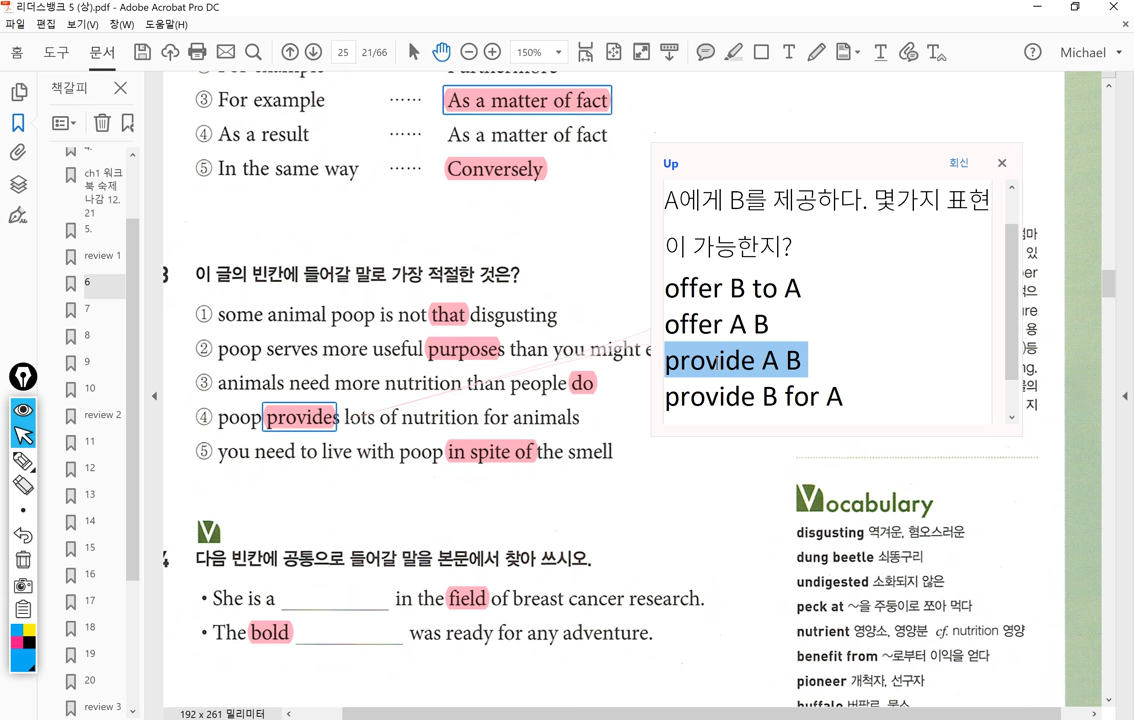 리더스뱅크 5 (상).pdf - Adobe Acrobat Pro DC
파일 편집 보기(V) 창(W) 도움말(H)
홈 도구 문서 25 21/66 150% Michael
책갈피
ch1 워크
북 숙제
나감 12.
21
5.
review 1
6
7
8
9
10
review 2
11
12
13
14
15
16
17
18
19
20
review 3
③ For example ······ As a matter of fact
④ As a result ······ As a matter of fact
⑤ In the same way ······ Conversely
3 이 글의 빈칸에 들어갈 말로 가장 적절한 것은?
① some animal poop is not that disgusting
② poop serves more useful purposes than you might e
③ animals need more nutrition than people do
④ poop provides lots of nutrition for animals
⑤ you need to live with poop in spite of the smell
4 다음 빈칸에 공통으로 들어갈 말을 본문에서 찾아 쓰시오.
• She is a __________ in the field of breast cancer research.
• The bold __________ was ready for any adventure.
Up 회신
A에게 B를 제공하다. 몇가지 표현
이 가능한지?
offer B to A
offer A B
provide A B
provide B for A
Vocabulary
disgusting 역겨운, 혐오스러운
dung beetle 쇠똥구리
undigested 소화되지 않은
peck at ~을 주둥이로 쪼아 먹다
nutrient 영양소, 영양분 cf. nutrition 영양
benefit from ~로부터 이익을 얻다
pioneer 개척자, 선구자
192 x 261 밀리미터